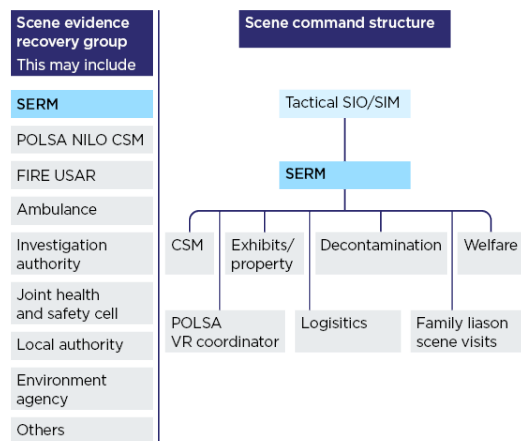 Scene evidence
recovery group
This may include
SERM
POLSA NILO CSM
FIRE USAR
Ambulance
Investigation
authority
Joint health
and safety cell
Local authority
Environment
agency
Others
Scene command structure
Tactical SIO/SIM
SERM
CSM
Exhibits/
property
Decontamination
Welfare
POLSA
VR coordinator
Logisitics
Family liason
scene visits